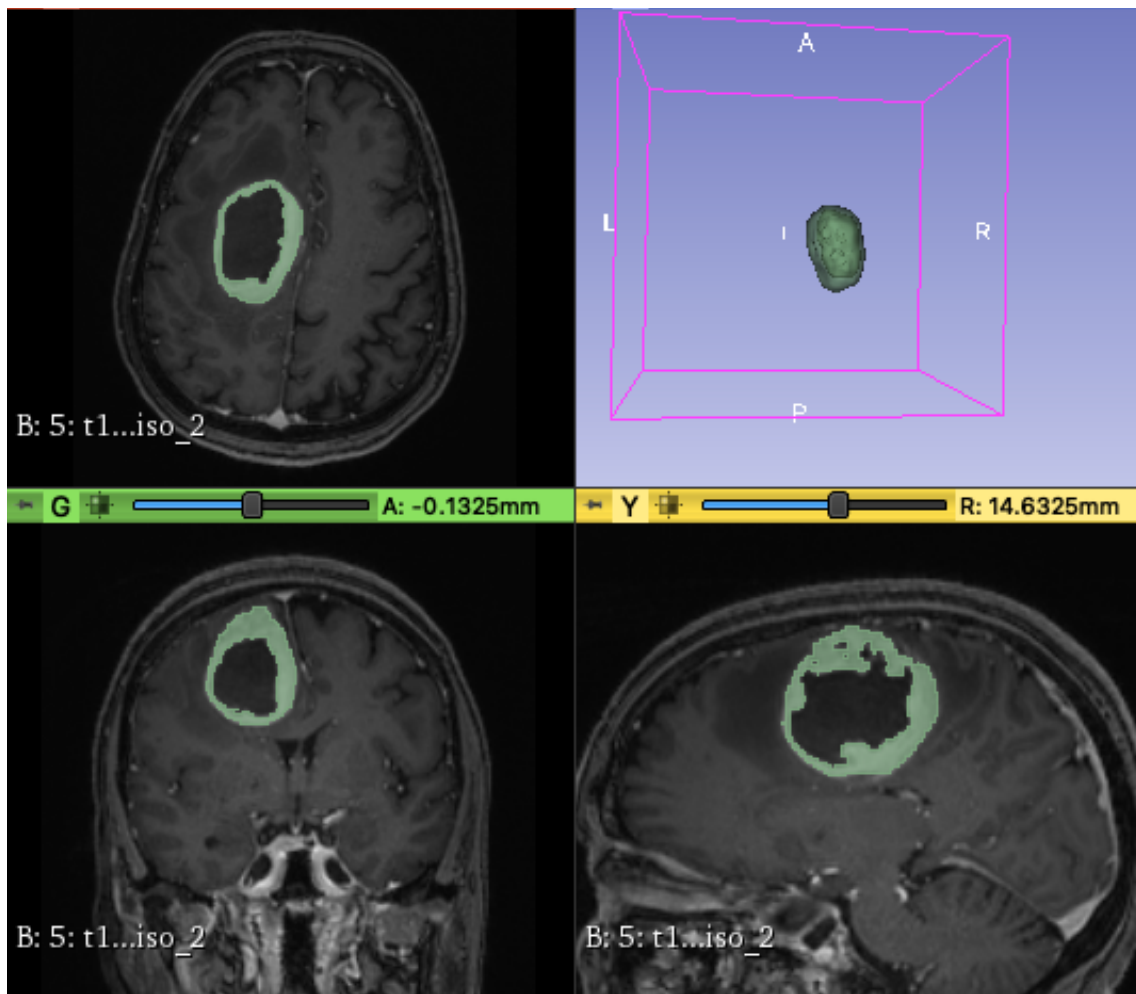 A
L
I
R
P
B: 5: t1...iso_2
G A: -0.1325mm
Y R: 14.6325mm
B: 5: t1...iso_2
B: 5: t1...iso_2